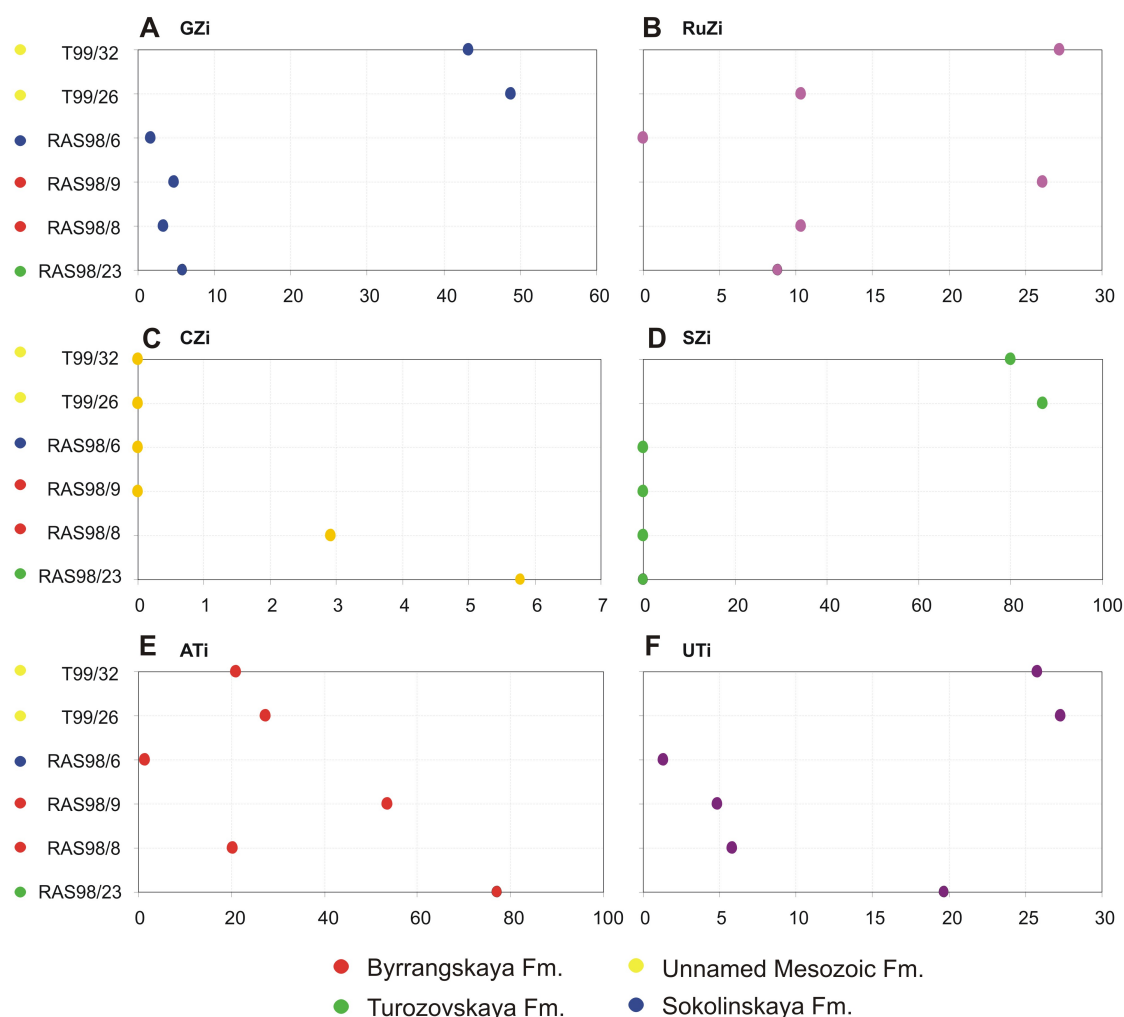 A GZi
B RuZi
T99/32
T99/26
RAS98/6
RAS98/9
RAS98/8
RAS98/23
0 10 20 30 40 50 60
0 5 10 15 20 25 30
C CZi
D SZi
T99/32
T99/26
RAS98/6
RAS98/9
RAS98/8
RAS98/23
0 1 2 3 4 5 6 7
0 20 40 60 80 100
E ATi
F UTi
T99/32
T99/26
RAS98/6
RAS98/9
RAS98/8
RAS98/23
0 20 40 60 80 100
0 5 10 15 20 25 30
Byrrangskaya Fm.
Unnamed Mesozoic Fm.
Turozovskaya Fm.
Sokolinskaya Fm.